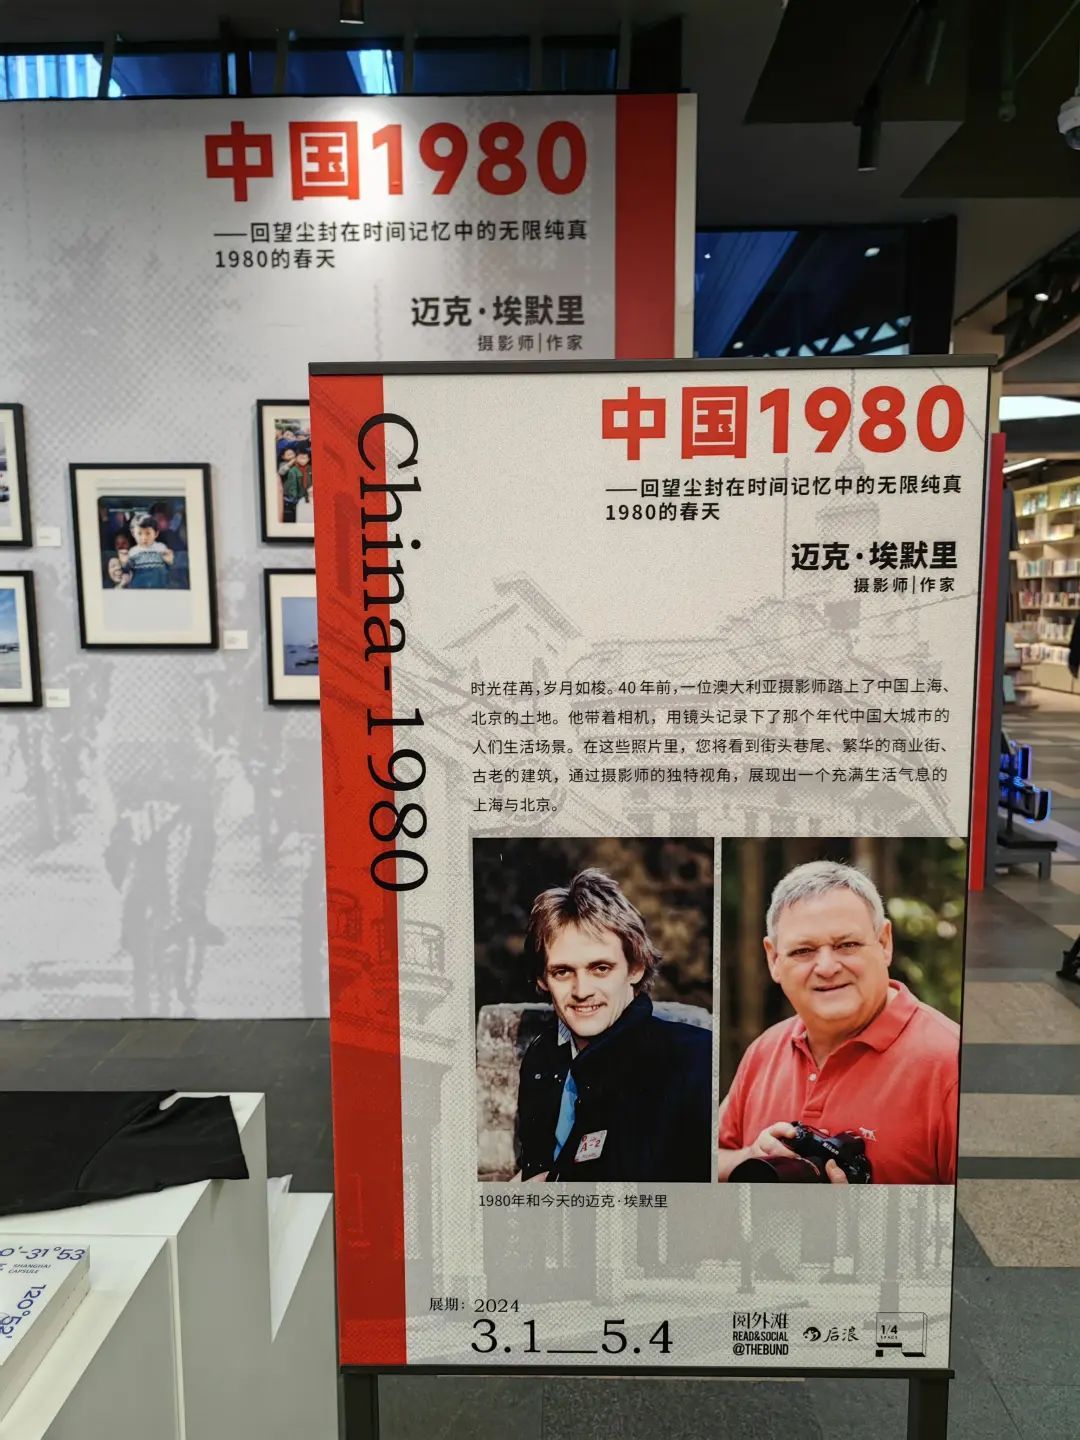 中国1980
——回望尘封在时间记忆中的无限纯真
1980的春天
迈克·埃默里
摄影师|作家
China-1980
中国1980
——回望尘封在时间记忆中的无限纯真
1980的春天
迈克·埃默里
摄影师|作家
时光荏苒，岁月如梭。40年前，一位澳大利亚摄影师踏上了中国上海、
北京的土地。他带着相机，用镜头记录下了那个年代中国大城市的
人们生活场景。在这些照片里，您将看到街头巷尾、繁华的商业街、
古老的建筑，通过摄影师的独特视角，展现出一个充满生活气息的
上海与北京。
A-2
1980年和今天的迈克·埃默里
展期：2024
3.1__5.4
阅外滩
READ&SOCIAL
@THEBUND
后浪
1/4
SPACE
0'-31°53
SHANGHAI
CAPSULE
120°52'